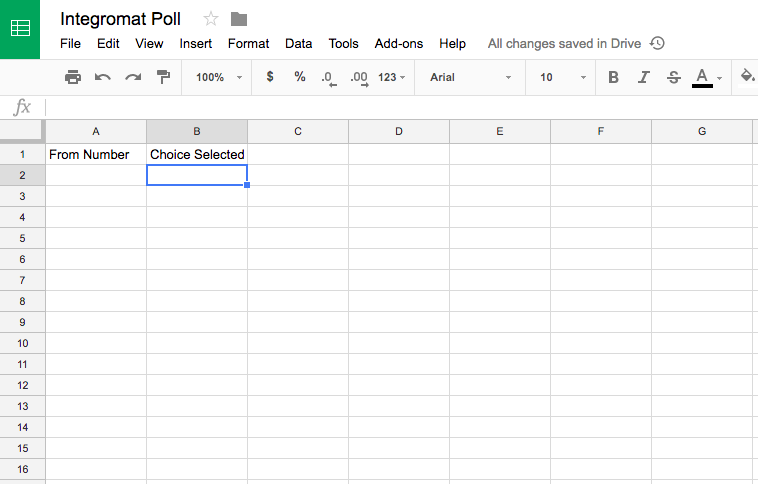 Integromat Poll
File Edit View Insert Format Data Tools Add-ons Help All changes saved in Drive
100% $ % .0 .00 123 Arial 10 B I S A
fx
A B C D E F G
1 From Number Choice Selected
2
3
4
5
6
7
8
9
10
11
12
13
14
15
16